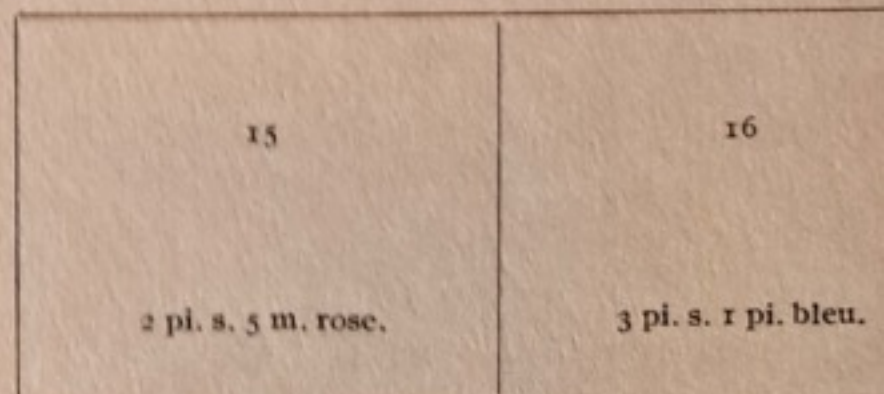 15
16
2 pi. s. 5 m. rose.
3 pi. s. 1 pi. bleu.